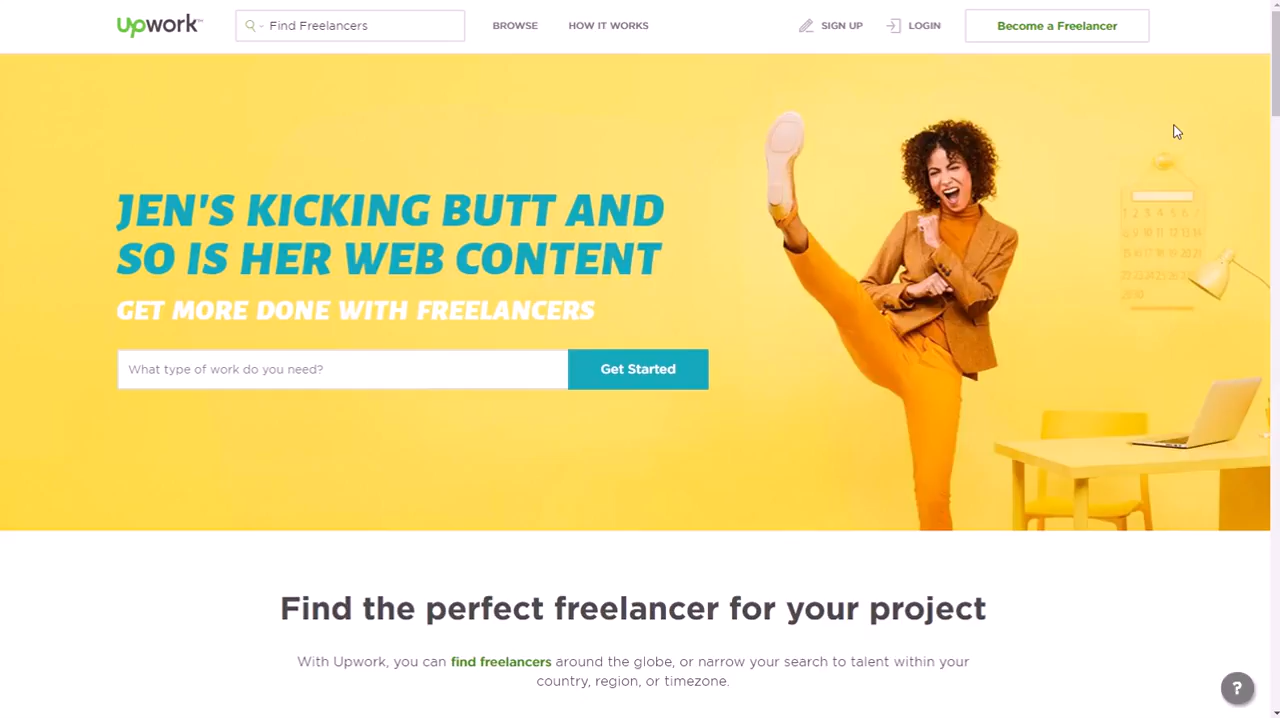 upwork™
Find Freelancers
BROWSE
HOW IT WORKS
SIGN UP
LOGIN
Become a Freelancer
JEN'S KICKING BUTT AND
SO IS HER WEB CONTENT
GET MORE DONE WITH FREELANCERS
What type of work do you need?
Get Started
Find the perfect freelancer for your project
With Upwork, you can find freelancers around the globe, or narrow your search to talent within your
country, region, or timezone.
?